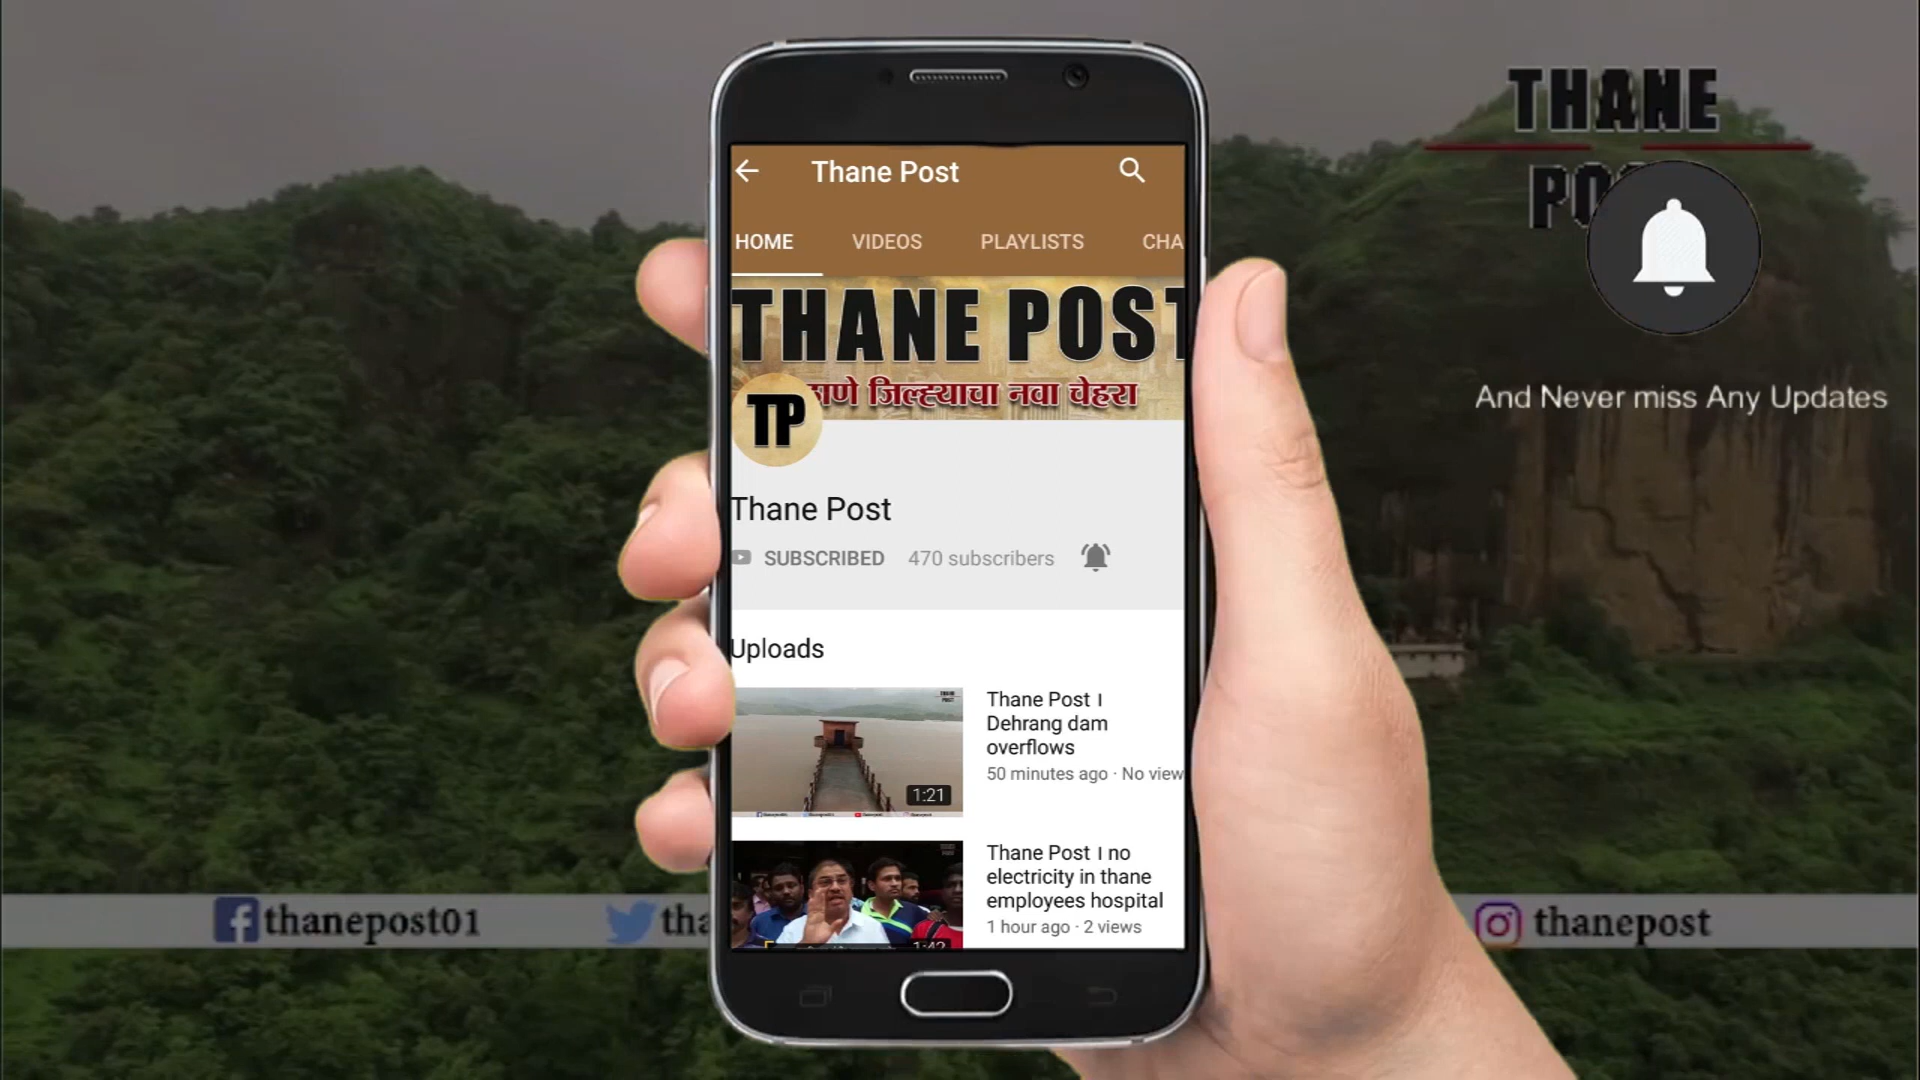 Thane Post
HOME VIDEOS PLAYLISTS CHA
THANE POST
ठाणे जिल्ह्याचा नवा चेहरा
TP
Thane Post
SUBSCRIBED 470 subscribers
Uploads
1:21
Thane Post ।
Dehrang dam
overflows
50 minutes ago · No view
1:42
Thane Post । no
electricity in thane
employees hospital
1 hour ago · 2 views
THANE
And Never miss Any Updates
thanepost01
thanepost